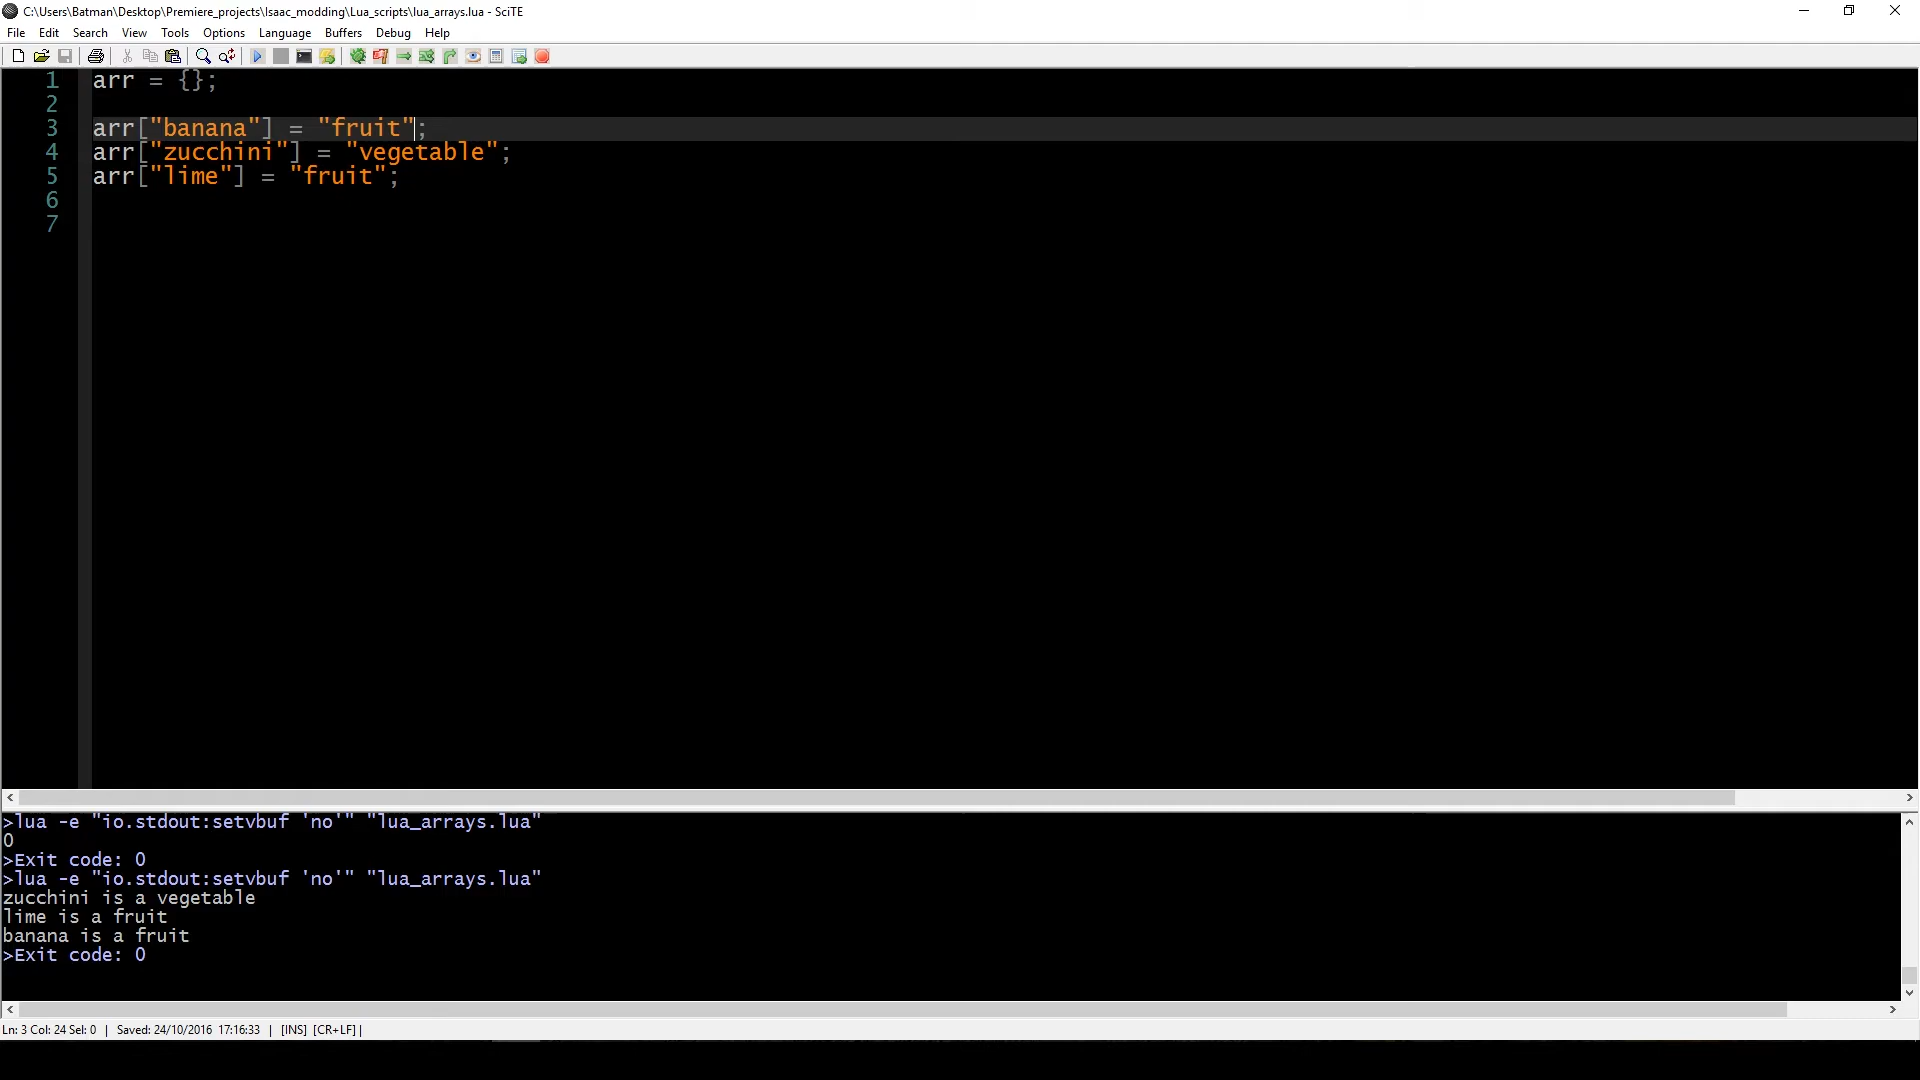 C:\Users\Batman\Desktop\Premiere_projects\Isaac_modding\Lua_scripts\lua_arrays.lua - SciTE
File Edit Search View Tools Options Language Buffers Debug Help
1 arr = {};
2
3 arr["banana"] = "fruit";
4 arr["zucchini"] = "vegetable";
5 arr["lime"] = "fruit";
6
7
>lua -e "io.stdout:setvbuf 'no'" "lua_arrays.lua"
0
>Exit code: 0
>lua -e "io.stdout:setvbuf 'no'" "lua_arrays.lua"
zucchini is a vegetable
lime is a fruit
banana is a fruit
>Exit code: 0
Ln: 3 Col: 24 Sel: 0 | Saved: 24/10/2016 17:16:33 | [INS] [CR+LF] |